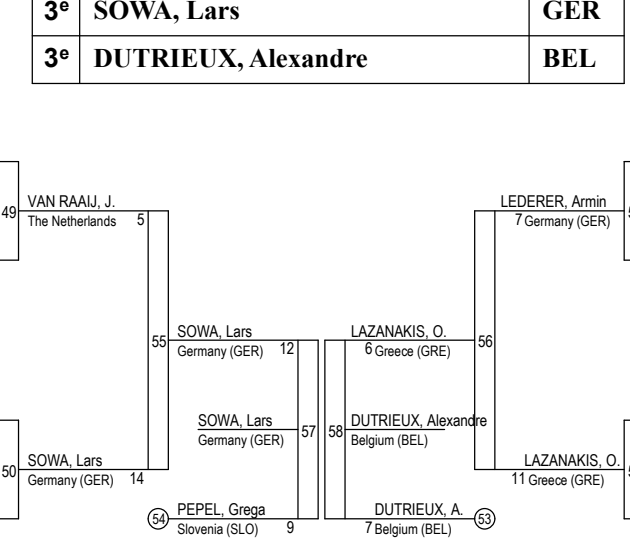 3e SOWA, Lars GER
3e DUTRIEUX, Alexandre BEL
49 VAN RAAIJ, J.
The Netherlands 5
LEDERER, Armin
7 Germany (GER)
55 SOWA, Lars
Germany (GER) 12
LAZANAKIS, O. 56
6 Greece (GRE)
SOWA, Lars
Germany (GER) 57
58 DUTRIEUX, Alexandre
Belgium (BEL)
50 SOWA, Lars
Germany (GER) 14
LAZANAKIS, O.
11 Greece (GRE)
54 PEPEL, Grega
Slovenia (SLO) 9
DUTRIEUX, A. 53
7 Belgium (BEL)